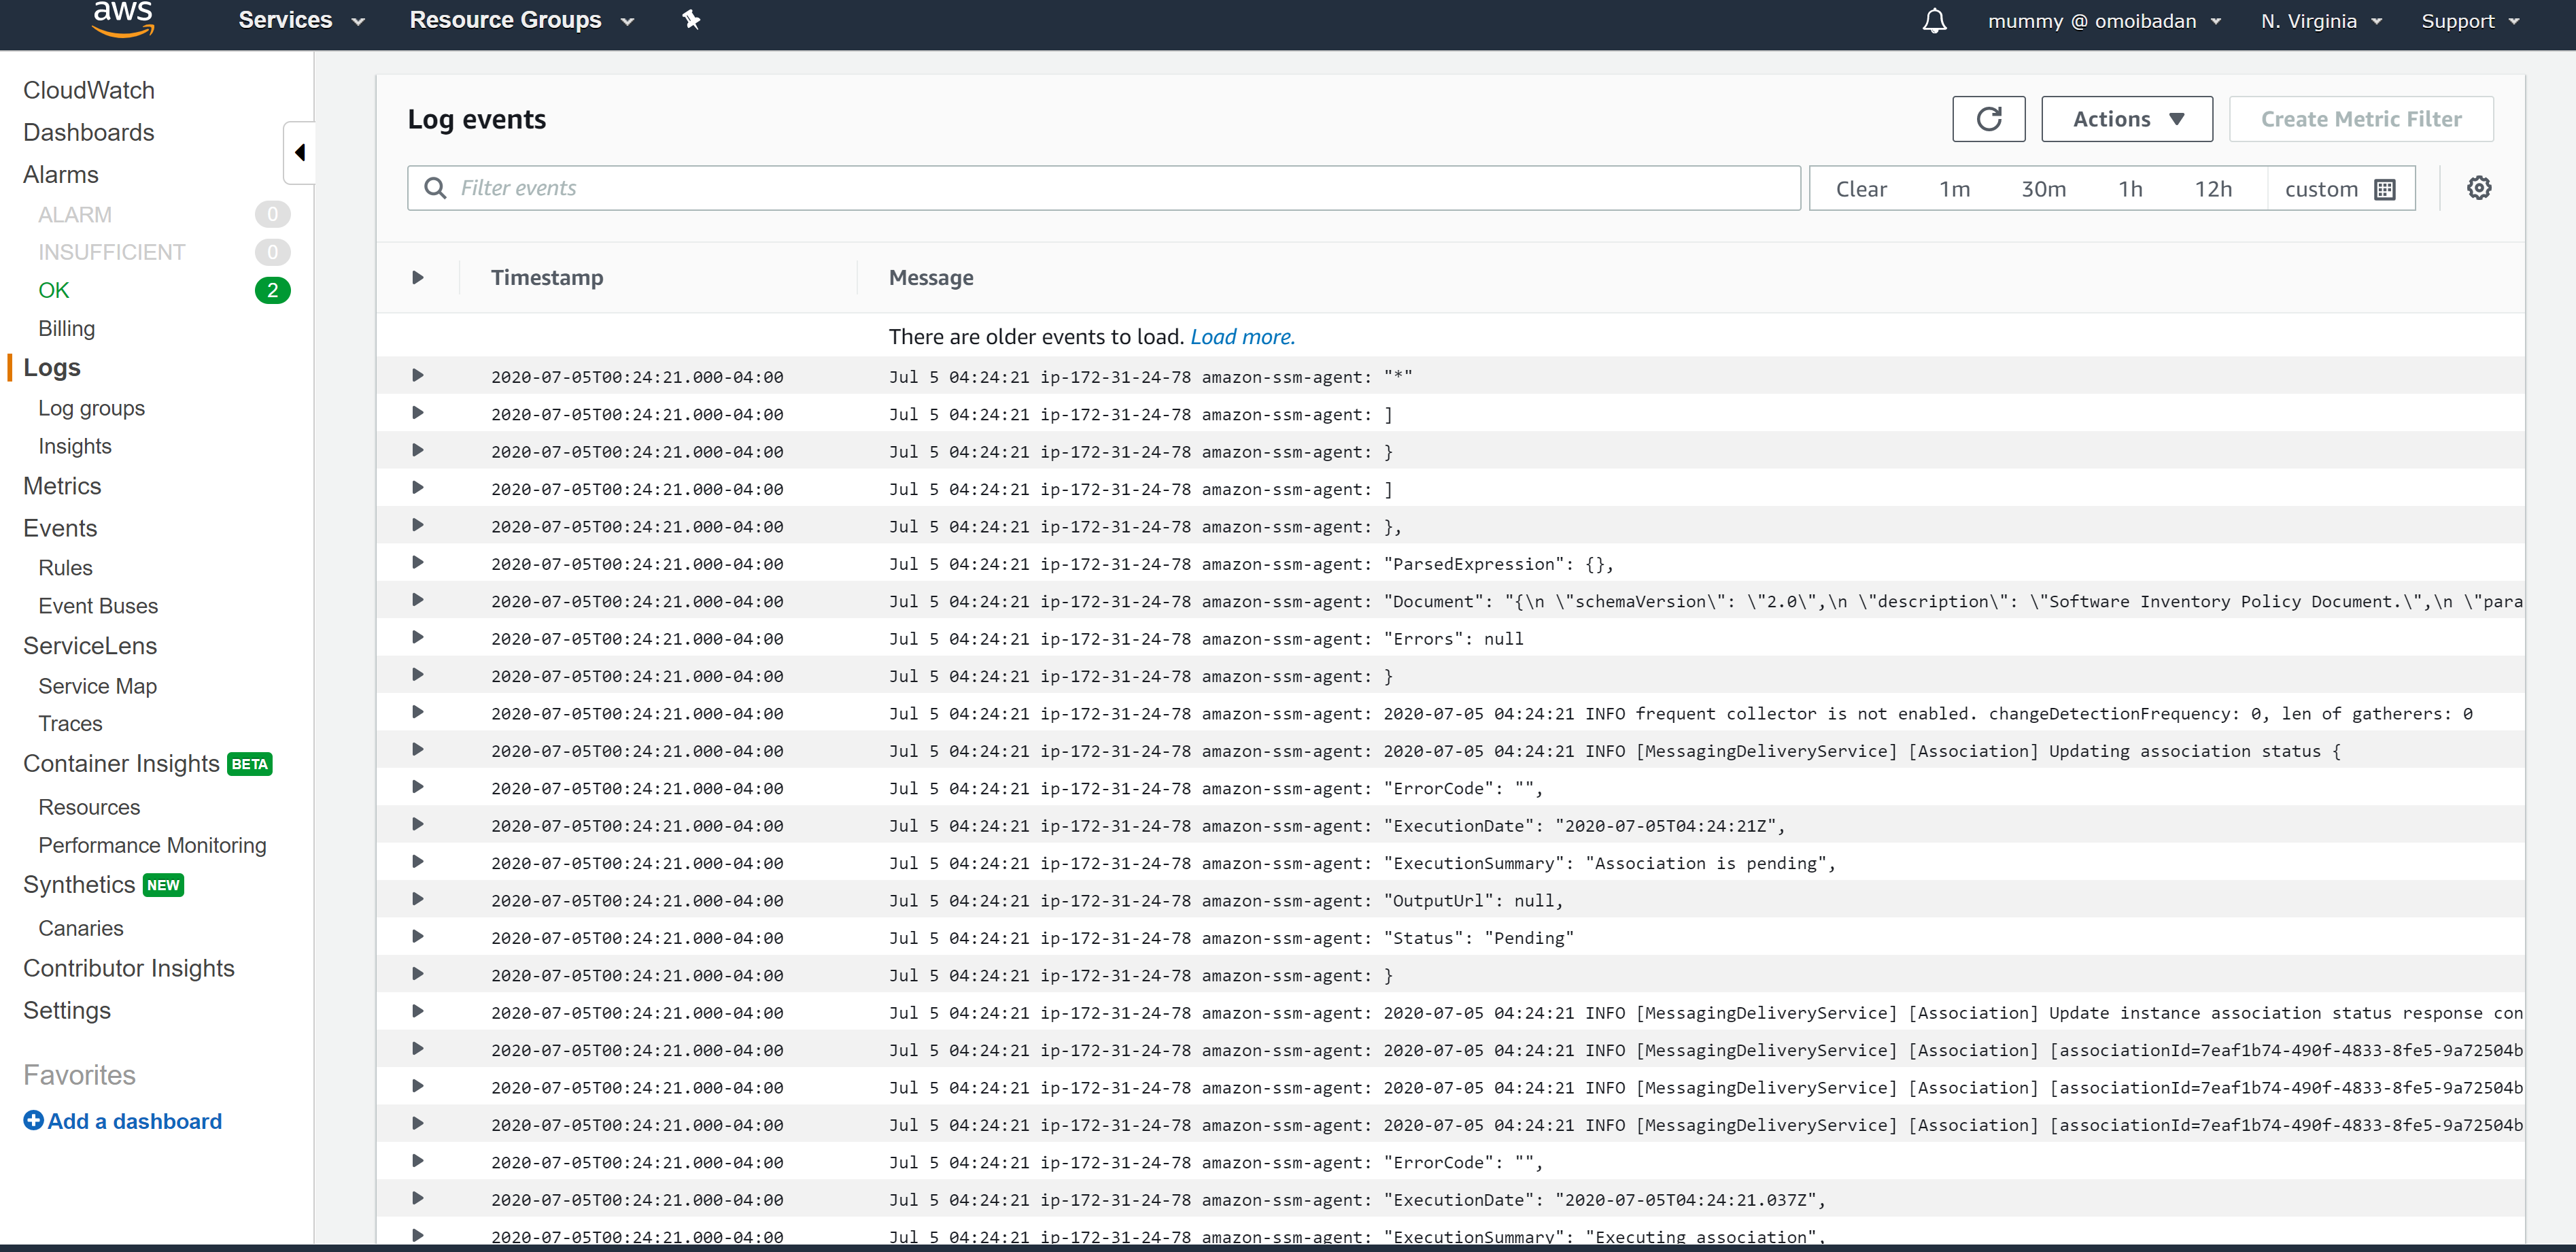 aws Services Resource Groups mummy @ omoibadan N. Virginia Support
CloudWatch
Dashboards
Alarms
ALARM 0
INSUFFICIENT 0
OK 2
Billing
Logs
Log groups
Insights
Metrics
Events
Rules
Event Buses
ServiceLens
Service Map
Traces
Container Insights BETA
Resources
Performance Monitoring
Synthetics NEW
Canaries
Contributor Insights
Settings
Favorites
Add a dashboard
Log events Actions Create Metric Filter
Filter events Clear 1m 30m 1h 12h custom
Timestamp Message
There are older events to load. Load more.
2020-07-05T00:24:21.000-04:00 Jul 5 04:24:21 ip-172-31-24-78 amazon-ssm-agent: "*"
2020-07-05T00:24:21.000-04:00 Jul 5 04:24:21 ip-172-31-24-78 amazon-ssm-agent: ]
2020-07-05T00:24:21.000-04:00 Jul 5 04:24:21 ip-172-31-24-78 amazon-ssm-agent: }
2020-07-05T00:24:21.000-04:00 Jul 5 04:24:21 ip-172-31-24-78 amazon-ssm-agent: ]
2020-07-05T00:24:21.000-04:00 Jul 5 04:24:21 ip-172-31-24-78 amazon-ssm-agent: },
2020-07-05T00:24:21.000-04:00 Jul 5 04:24:21 ip-172-31-24-78 amazon-ssm-agent: "ParsedExpression": {},
2020-07-05T00:24:21.000-04:00 Jul 5 04:24:21 ip-172-31-24-78 amazon-ssm-agent: "Document": "{\n \"schemaVersion\": \"2.0\",\n \"description\": \"Software Inventory Policy Document.\",\n \"para
2020-07-05T00:24:21.000-04:00 Jul 5 04:24:21 ip-172-31-24-78 amazon-ssm-agent: "Errors": null
2020-07-05T00:24:21.000-04:00 Jul 5 04:24:21 ip-172-31-24-78 amazon-ssm-agent: }
2020-07-05T00:24:21.000-04:00 Jul 5 04:24:21 ip-172-31-24-78 amazon-ssm-agent: 2020-07-05 04:24:21 INFO frequent collector is not enabled. changeDetectionFrequency: 0, len of gatherers: 0
2020-07-05T00:24:21.000-04:00 Jul 5 04:24:21 ip-172-31-24-78 amazon-ssm-agent: 2020-07-05 04:24:21 INFO [MessagingDeliveryService] [Association] Updating association status {
2020-07-05T00:24:21.000-04:00 Jul 5 04:24:21 ip-172-31-24-78 amazon-ssm-agent: "ErrorCode": "",
2020-07-05T00:24:21.000-04:00 Jul 5 04:24:21 ip-172-31-24-78 amazon-ssm-agent: "ExecutionDate": "2020-07-05T04:24:21Z",
2020-07-05T00:24:21.000-04:00 Jul 5 04:24:21 ip-172-31-24-78 amazon-ssm-agent: "ExecutionSummary": "Association is pending",
2020-07-05T00:24:21.000-04:00 Jul 5 04:24:21 ip-172-31-24-78 amazon-ssm-agent: "OutputUrl": null,
2020-07-05T00:24:21.000-04:00 Jul 5 04:24:21 ip-172-31-24-78 amazon-ssm-agent: "Status": "Pending"
2020-07-05T00:24:21.000-04:00 Jul 5 04:24:21 ip-172-31-24-78 amazon-ssm-agent: }
2020-07-05T00:24:21.000-04:00 Jul 5 04:24:21 ip-172-31-24-78 amazon-ssm-agent: 2020-07-05 04:24:21 INFO [MessagingDeliveryService] [Association] Update instance association status response con
2020-07-05T00:24:21.000-04:00 Jul 5 04:24:21 ip-172-31-24-78 amazon-ssm-agent: 2020-07-05 04:24:21 INFO [MessagingDeliveryService] [Association] [associationId=7eaf1b74-490f-4833-8fe5-9a72504b
2020-07-05T00:24:21.000-04:00 Jul 5 04:24:21 ip-172-31-24-78 amazon-ssm-agent: 2020-07-05 04:24:21 INFO [MessagingDeliveryService] [Association] [associationId=7eaf1b74-490f-4833-8fe5-9a72504b
2020-07-05T00:24:21.000-04:00 Jul 5 04:24:21 ip-172-31-24-78 amazon-ssm-agent: 2020-07-05 04:24:21 INFO [MessagingDeliveryService] [Association] [associationId=7eaf1b74-490f-4833-8fe5-9a72504b
2020-07-05T00:24:21.000-04:00 Jul 5 04:24:21 ip-172-31-24-78 amazon-ssm-agent: "ErrorCode": "",
2020-07-05T00:24:21.000-04:00 Jul 5 04:24:21 ip-172-31-24-78 amazon-ssm-agent: "ExecutionDate": "2020-07-05T04:24:21.037Z",
2020-07-05T00:24:21.000-04:00 Jul 5 04:24:21 ip-172-31-24-78 amazon-ssm-agent: "ExecutionSummary": "Executing association",